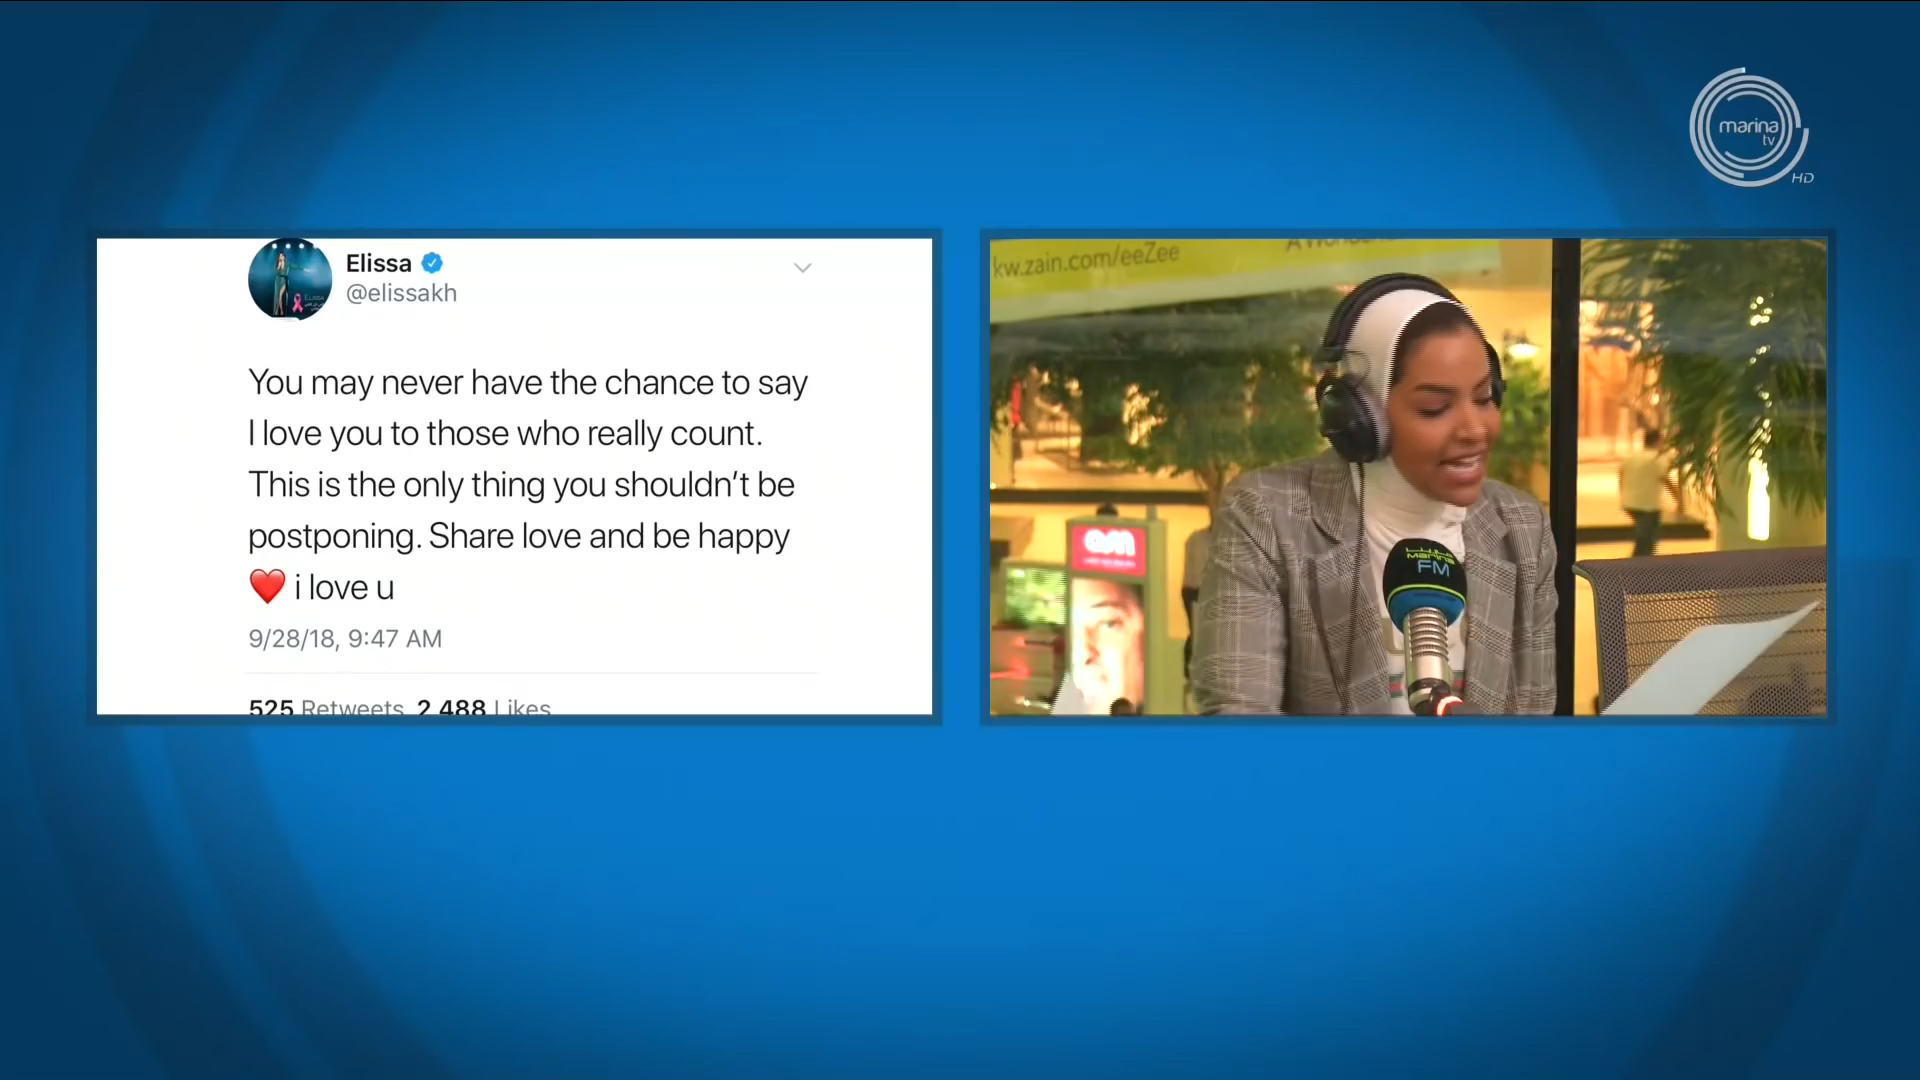 marina
tv
HD
Elissa
@elissakh
You may never have the chance to say
I love you to those who really count.
This is the only thing you shouldn't be
postponing. Share love and be happy
❤️ i love u
9/28/18, 9:47 AM
525 Retweets 2,488 Likes
kw.zain.com/eeZee
marina
FM